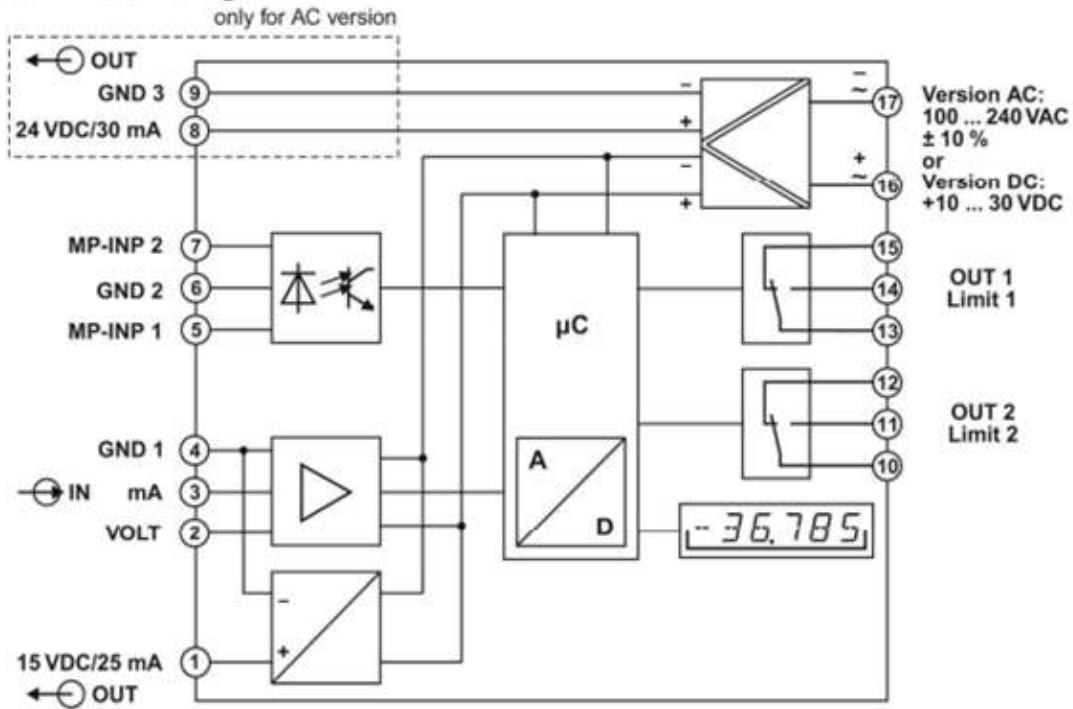 only for AC version
OUT
GND 3 9
24 VDC/30 mA 8
− + − +
− ~ 17
+ ~ 16
Version AC:
100 ... 240 VAC
± 10 %
or
Version DC:
+10 ... 30 VDC
MP-INP 2 7
GND 2 6
MP-INP 1 5
µC
15
14
13
OUT 1
Limit 1
12
11
10
OUT 2
Limit 2
GND 1 4
IN mA 3
VOLT 2
A
D
-36.785
−
+
15 VDC/25 mA 1
OUT